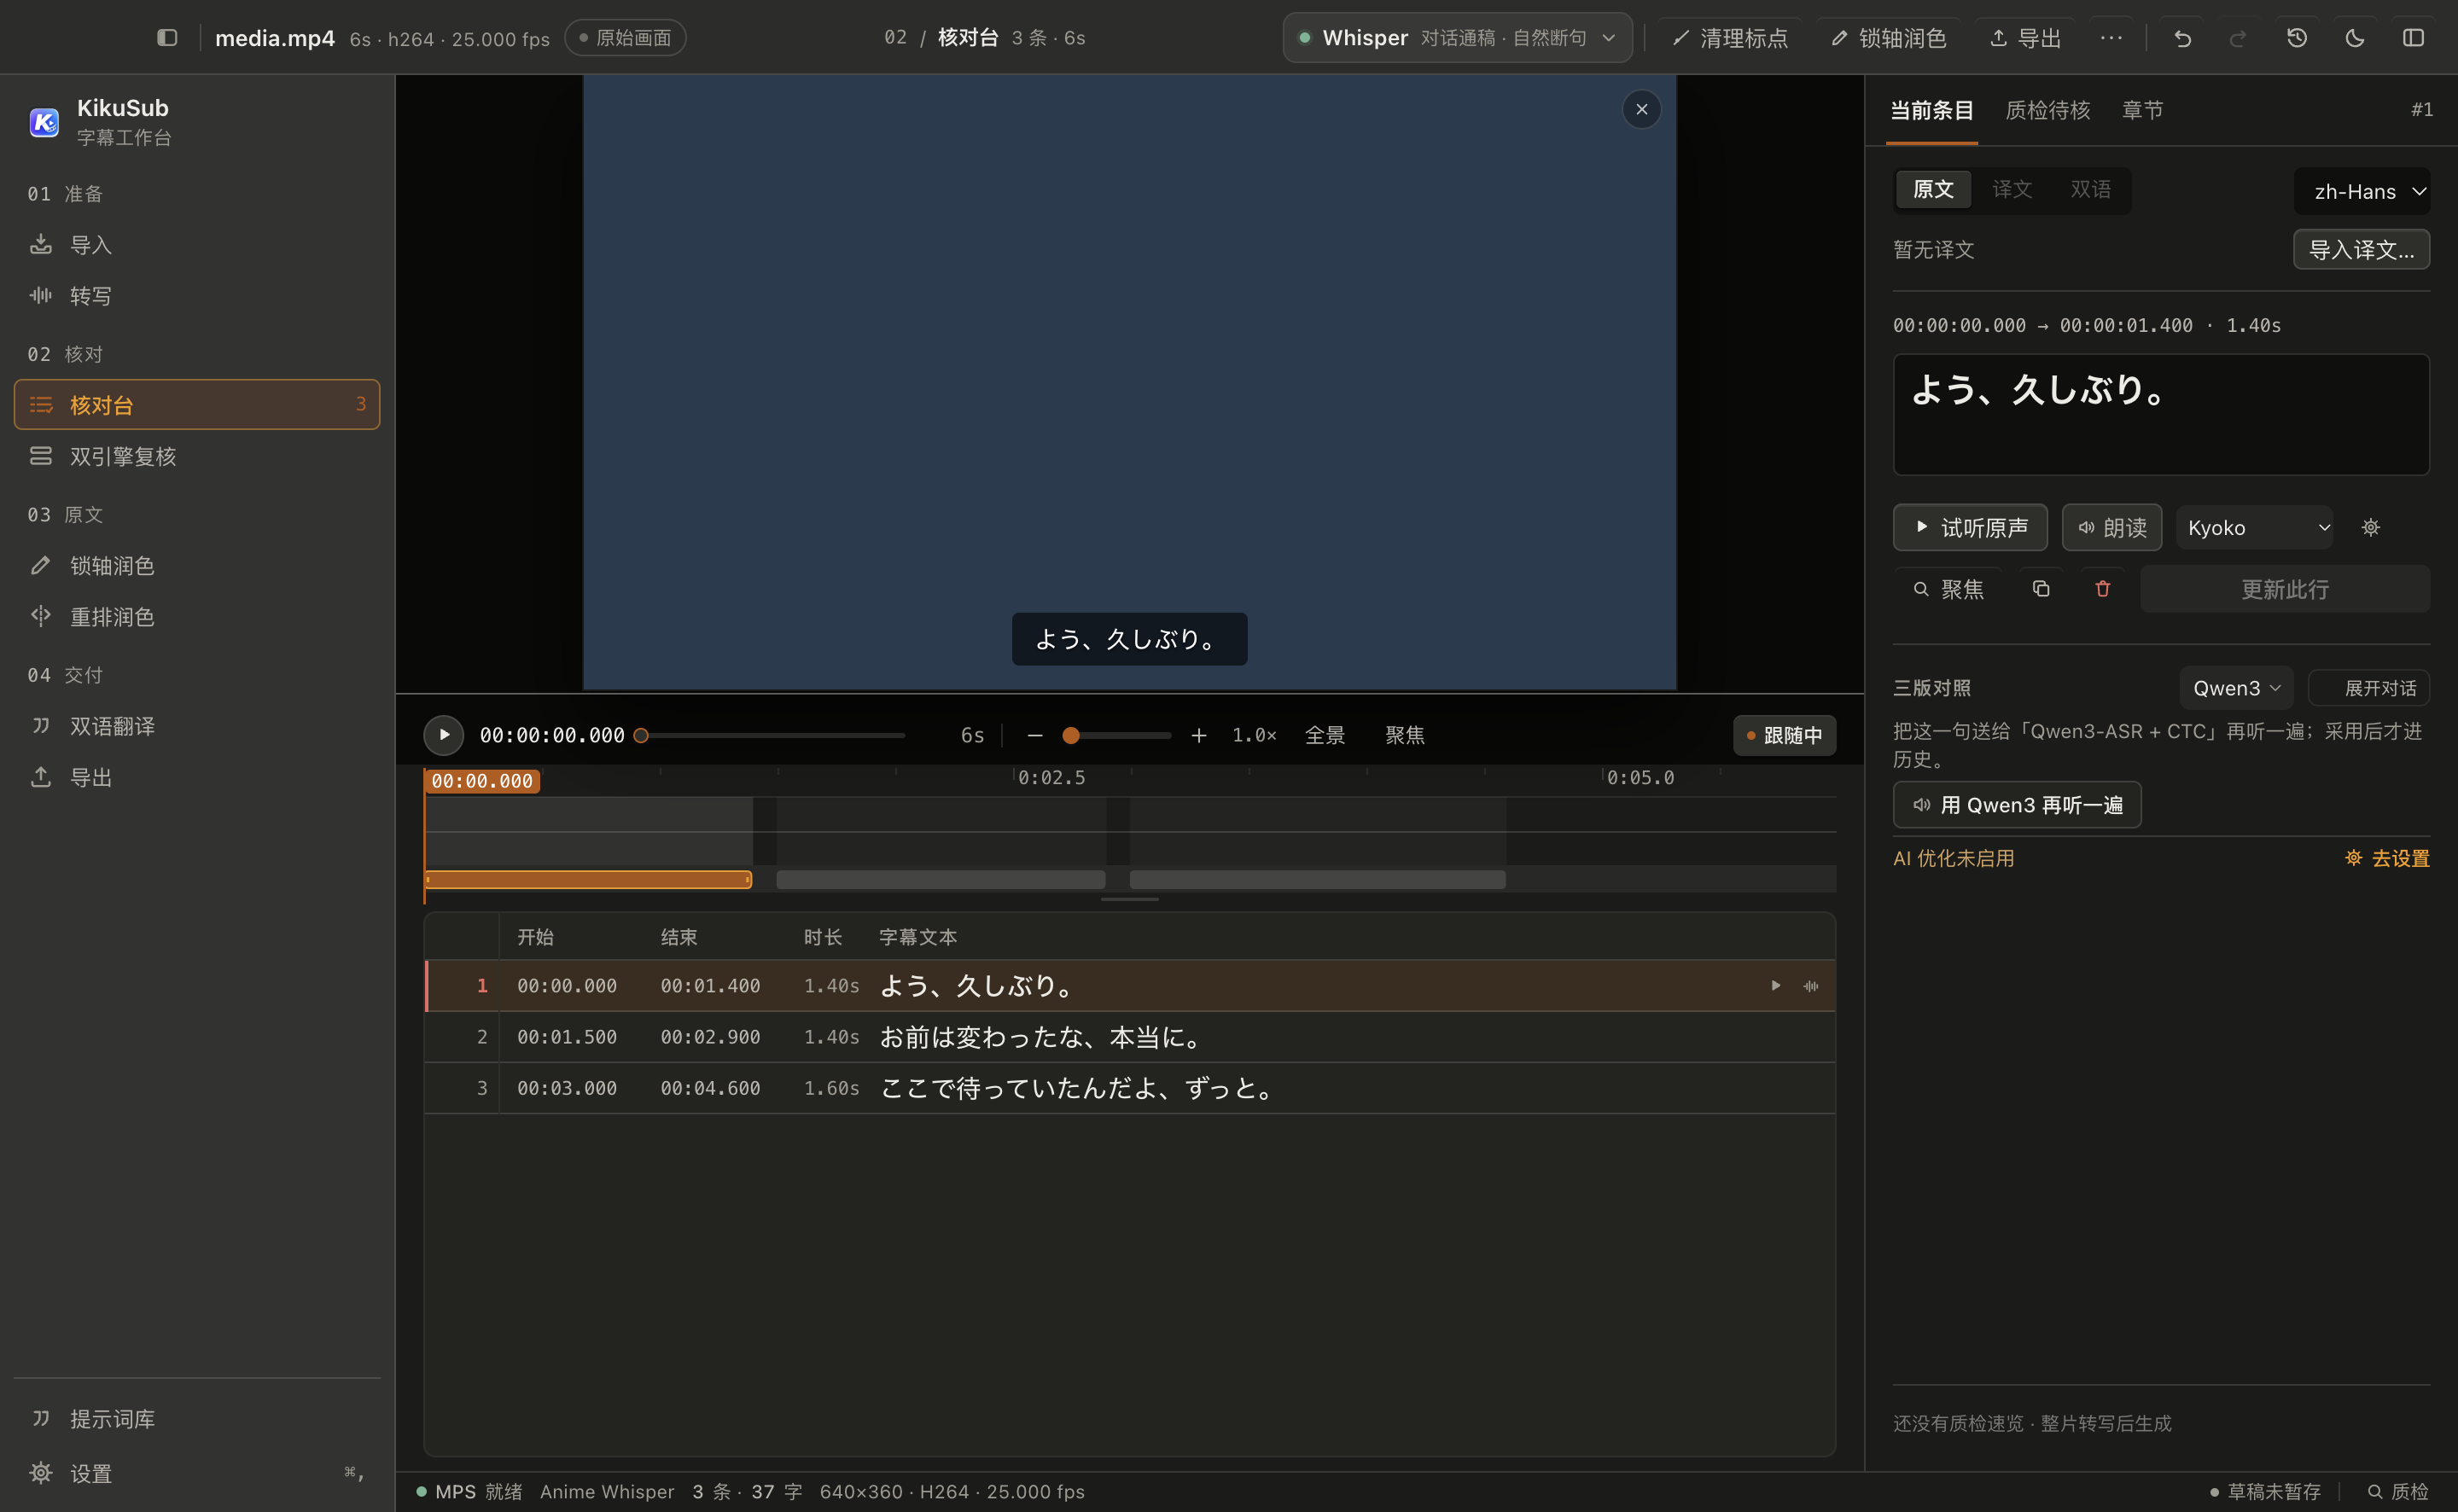 media.mp4 6s · h264 · 25.000 fps 原始画面 02 / 核对台 3 条 · 6s Whisper 对话通稿 · 自然断句 清理标点 锁轴润色 导出 ···
KikuSub
字幕工作台
01 准备
导入
转写
02 核对
核对台 3
双引擎复核
03 原文
锁轴润色
重排润色
04 交付
双语翻译
导出
提示词库
设置 ⌘,
よう、久しぶり。
00:00:00.000 6s − + 1.0× 全景 聚焦 跟随中
00:00.000 0:02.5 0:05.0
开始 结束 时长 字幕文本
1 00:00.000 00:01.400 1.40s よう、久しぶり。
2 00:01.500 00:02.900 1.40s お前は変わったな、本当に。
3 00:03.000 00:04.600 1.60s ここで待っていたんだよ、ずっと。
当前条目 质检待核 章节 #1
原文 译文 双语 zh-Hans
暂无译文 导入译文...
00:00:00.000 → 00:00:01.400 · 1.40s
よう、久しぶり。
试听原声 朗读 Kyoko
聚焦 更新此行
三版对照 Qwen3 展开对话
把这一句送给「Qwen3-ASR + CTC」再听一遍；采用后才进
历史。
用 Qwen3 再听一遍
AI 优化未启用 去设置
还没有质检速览 · 整片转写后生成
MPS 就绪 Anime Whisper 3 条 · 37 字 640×360 · H264 · 25.000 fps 草稿未暂存 质检